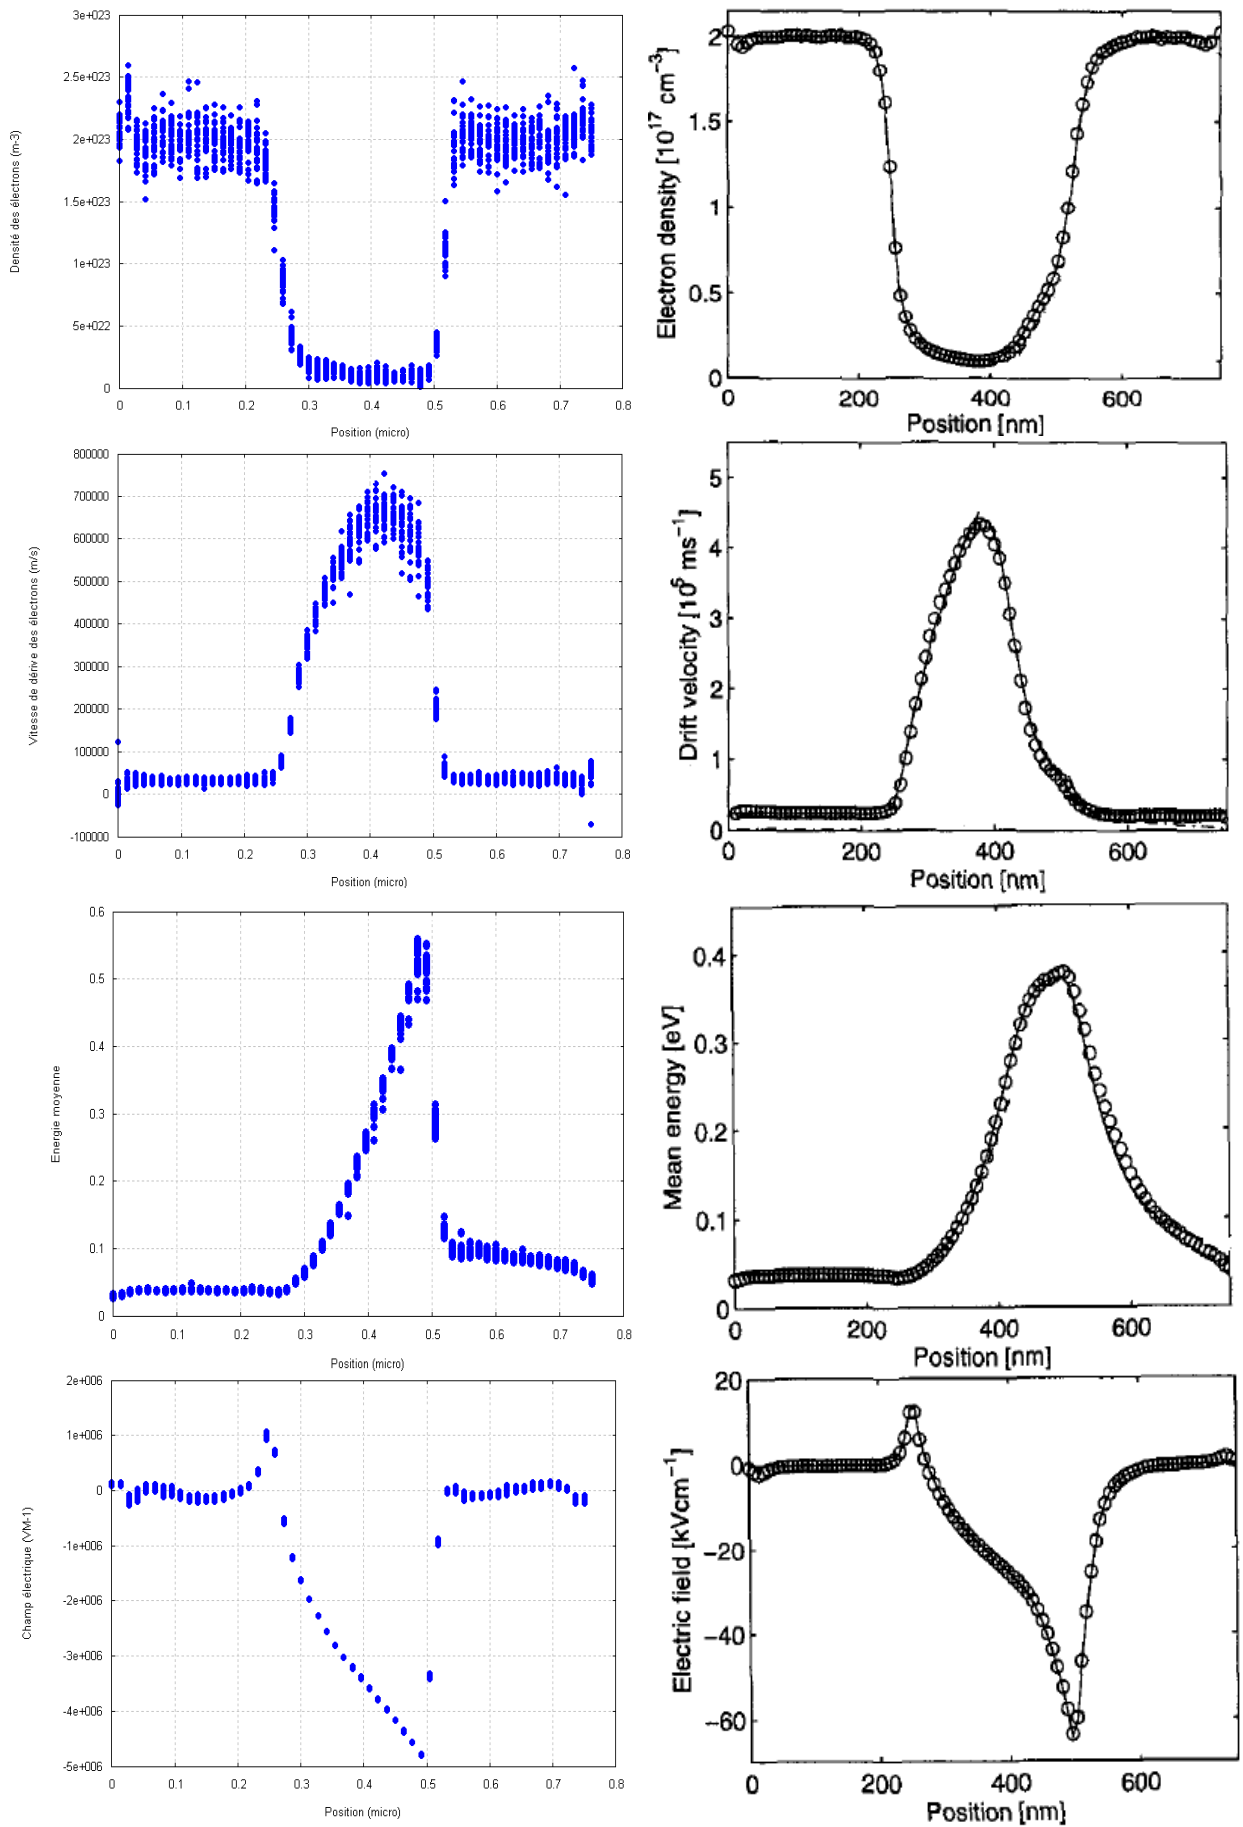 3e+023
2.5e+023
2e+023
1.5e+023
1e+023
5e+022
0
Densité des électrons (m-3)
0 0.1 0.2 0.3 0.4 0.5 0.6 0.7 0.8
Position (micro)
2
1.5
1
0.5
0
Electron density [10^17 cm^-3]
0 200 400 600
Position [nm]
800000
700000
600000
500000
400000
300000
200000
100000
0
-100000
Vitesse de dérive des électrons (m/s)
0 0.1 0.2 0.3 0.4 0.5 0.6 0.7 0.8
Position (micro)
5
4
3
2
1
0
Drift velocity [10^5 ms^-1]
0 200 400 600
Position [nm]
0.6
0.5
0.4
0.3
0.2
0.1
0
Energie moyenne
0 0.1 0.2 0.3 0.4 0.5 0.6 0.7 0.8
Position (micro)
0.4
0.3
0.2
0.1
0
Mean energy [eV]
0 200 400 600
Position [nm]
2e+006
1e+006
0
-1e+006
-2e+006
-3e+006
-4e+006
-5e+006
Champ électrique (VM-1)
0 0.1 0.2 0.3 0.4 0.5 0.6 0.7 0.8
Position (micro)
20
0
-20
-40
-60
Electric field [kVcm^-1]
0 200 400 600
Position [nm]